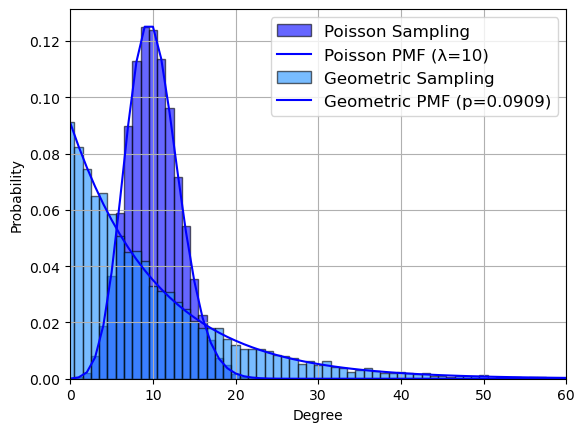 Poisson Sampling
Poisson PMF (λ=10)
Geometric Sampling
Geometric PMF (p=0.0909)
0.12
0.10
0.08
0.06
0.04
0.02
0.00
Probability
0 10 20 30 40 50 60
Degree